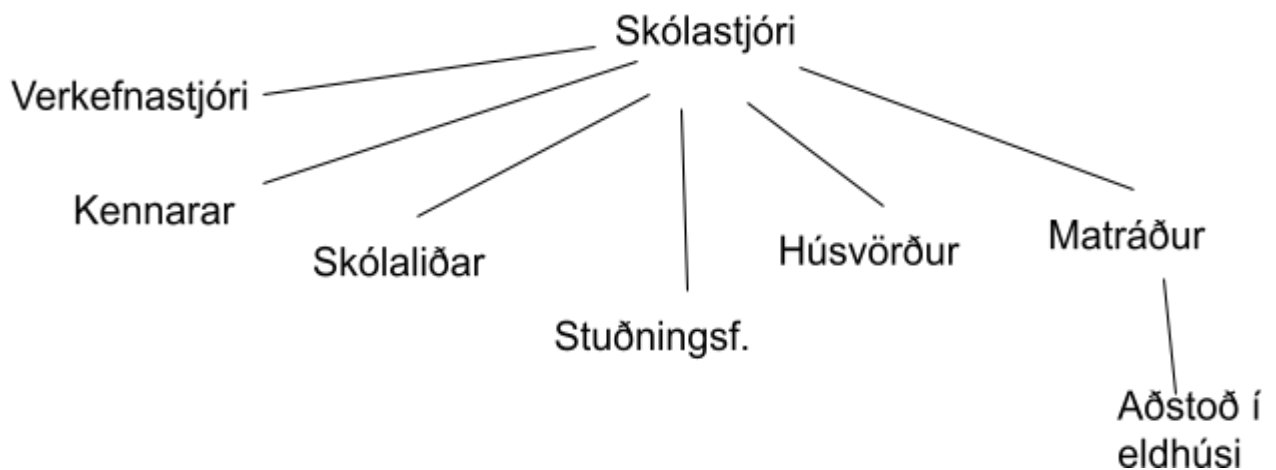 Skólastjóri
Verkefnastjóri
Kennarar
Skólaliðar
Stuðningsf.
Húsvörður
Matráður
Aðstoð í
eldhúsi